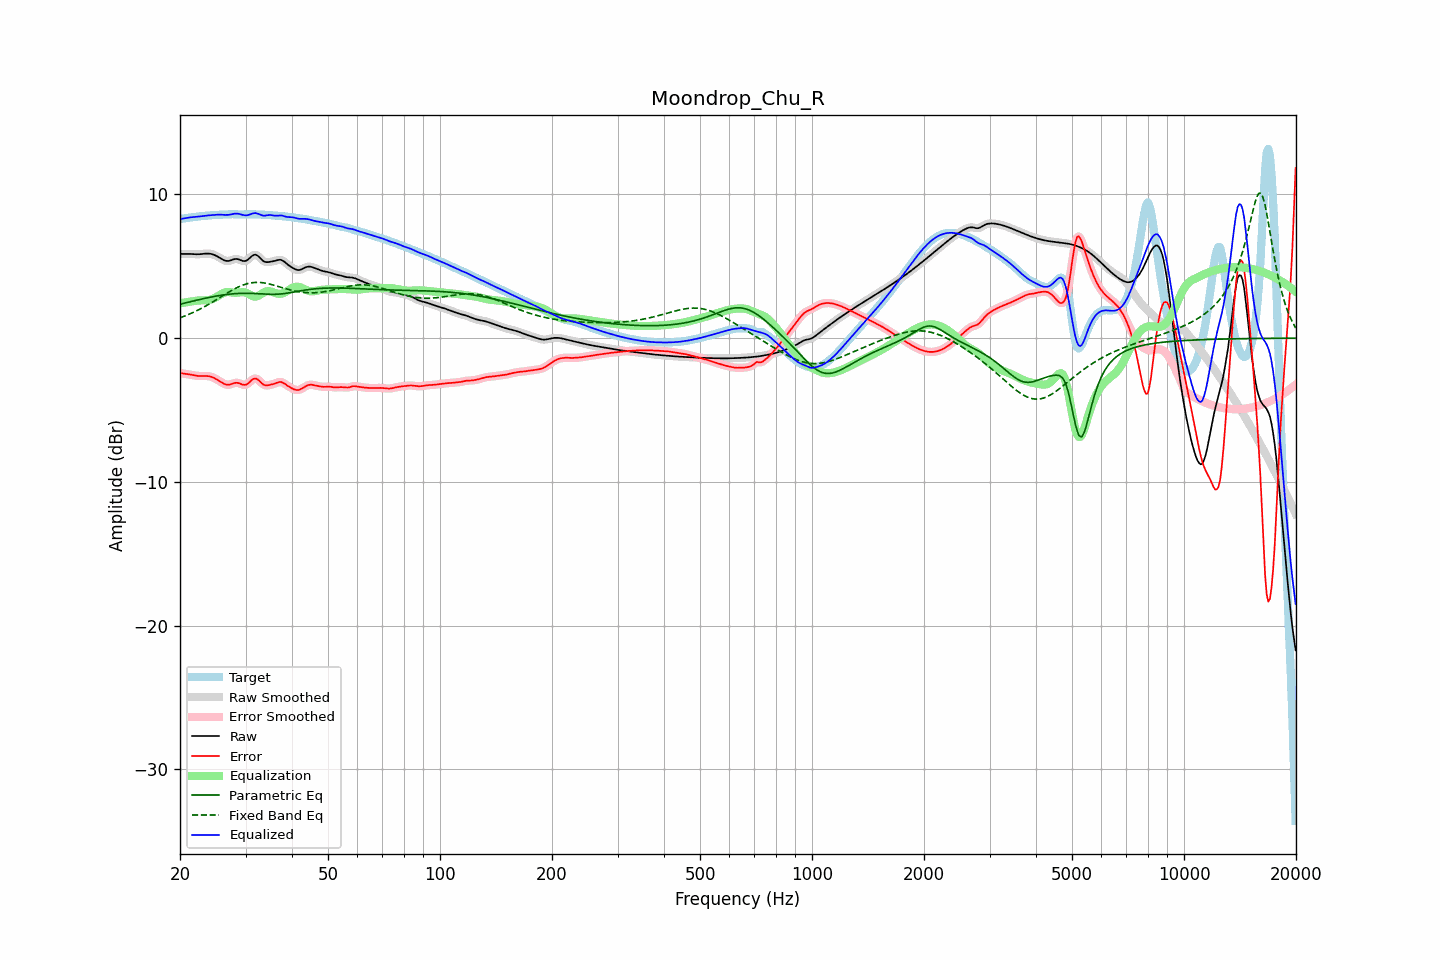 Moondrop_Chu_R
Amplitude (dBr)
10
0
−10
−20
−30
Target
Raw Smoothed
Error Smoothed
Raw
Error
Equalization
Parametric Eq
Fixed Band Eq
Equalized
20 50 100 200 500 1000 2000 5000 10000 20000
Frequency (Hz)